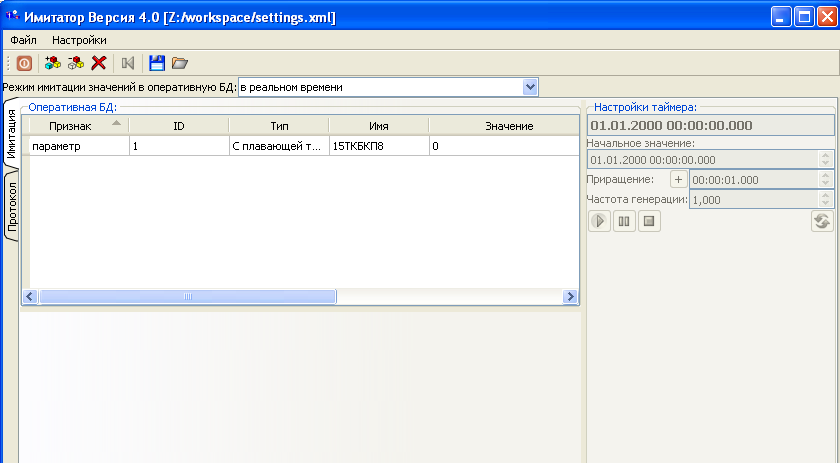 Имитатор Версия 4.0 [Z:/workspace/settings.xml]
Файл Настройки
Режим имитации значений в оперативную БД: в реальном времени
Имитация
Протокол
Оперативная БД:
Признак ID Тип Имя Значение
параметр 1 С плавающей т... 15ТКБКП8 0
Настройки таймера:
01.01.2000 00:00:00.000
Начальное значение:
01.01.2000 00:00:00.000
Приращение: + 00:00:01.000
Частота генерации: 1,000